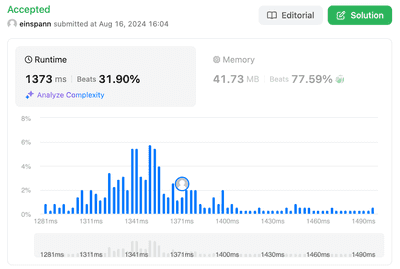 Accepted
einspann submitted at Aug 16, 2024 16:04
Editorial
Solution
Runtime
1373 ms | Beats 31.90%
Analyze Complexity
Memory
41.73 MB | Beats 77.59%
8%
6%
4%
2%
0%
1281ms 1311ms 1341ms 1371ms 1400ms 1430ms 1460ms 1490ms
1281ms 1311ms 1341ms 1371ms 1400ms 1430ms 1460ms 1490ms